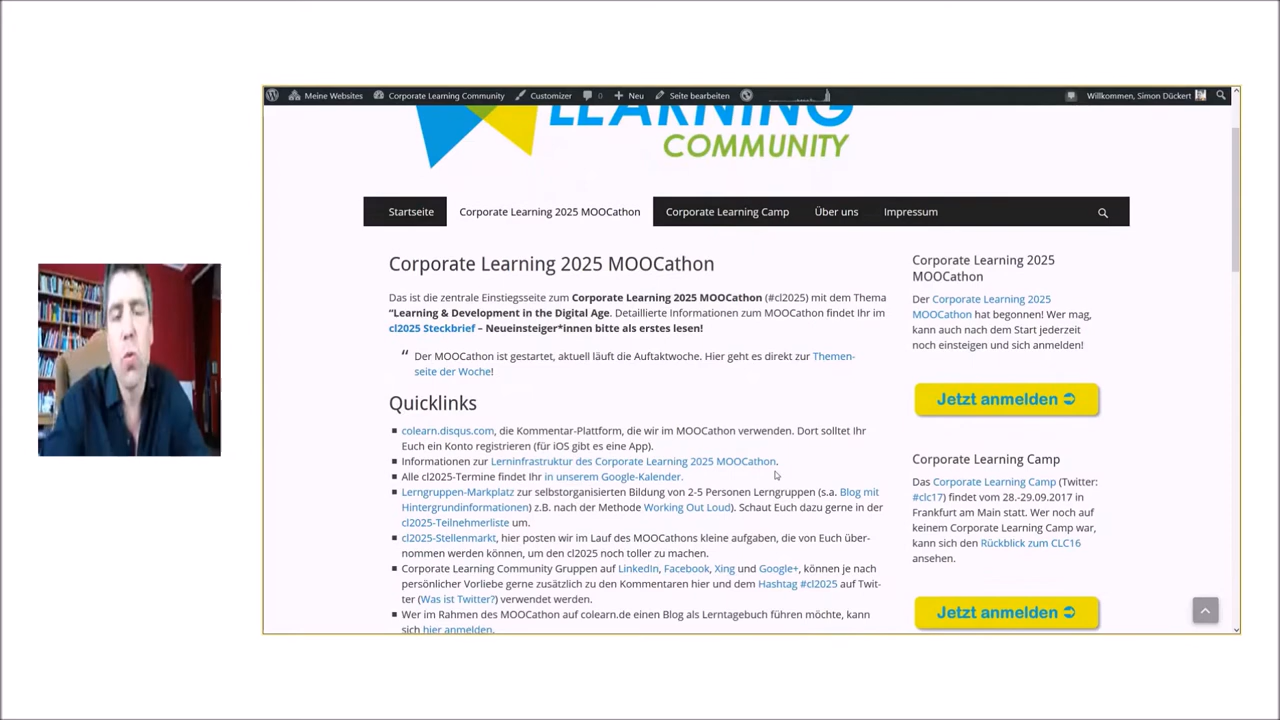 Meine Websites Corporate Learning Community Customizer 0 Neu Seite bearbeiten Willkommen, Simon Dückert
LEARNING
COMMUNITY
Startseite Corporate Learning 2025 MOOCathon Corporate Learning Camp Über uns Impressum
Corporate Learning 2025 MOOCathon
Das ist die zentrale Einstiegsseite zum Corporate Learning 2025 MOOCathon (#cl2025) mit dem Thema
“Learning & Development in the Digital Age. Detaillierte Informationen zum MOOCathon findet Ihr im
cl2025 Steckbrief – Neueinsteiger*innen bitte als erstes lesen!
“ Der MOOCathon ist gestartet, aktuell läuft die Auftaktwoche. Hier geht es direkt zur Themen-
seite der Woche!
Quicklinks
colearn.disqus.com, die Kommentar-Plattform, die wir im MOOCathon verwenden. Dort solltet Ihr
Euch ein Konto registrieren (für iOS gibt es eine App).
Informationen zur Lerninfrastruktur des Corporate Learning 2025 MOOCathon.
Alle cl2025-Termine findet Ihr in unserem Google-Kalender.
Lerngruppen-Markplatz zur selbstorganisierten Bildung von 2-5 Personen Lerngruppen (s.a. Blog mit
Hintergrundinformationen) z.B. nach der Methode Working Out Loud). Schaut Euch dazu gerne in der
cl2025-Teilnehmerliste um.
cl2025-Stellenmarkt, hier posten wir im Lauf des MOOCathons kleine aufgaben, die von Euch über-
nommen werden können, um den cl2025 noch toller zu machen.
Corporate Learning Community Gruppen auf LinkedIn, Facebook, Xing und Google+, können je nach
persönlicher Vorliebe gerne zusätzlich zu den Kommentaren hier und dem Hashtag #cl2025 auf Twit-
ter (Was ist Twitter?) verwendet werden.
Wer im Rahmen des MOOCathon auf colearn.de einen Blog als Lerntagebuch führen möchte, kann
sich hier anmelden.
Corporate Learning 2025
MOOCathon
Der Corporate Learning 2025
MOOCathon hat begonnen! Wer mag,
kann auch nach dem Start jederzeit
noch einsteigen und sich anmelden!
Jetzt anmelden
Corporate Learning Camp
Das Corporate Learning Camp (Twitter:
#clc17) findet vom 28.-29.09.2017 in
Frankfurt am Main statt. Wer noch auf
keinem Corporate Learning Camp war,
kann sich den Rückblick zum CLC16
ansehen.
Jetzt anmelden